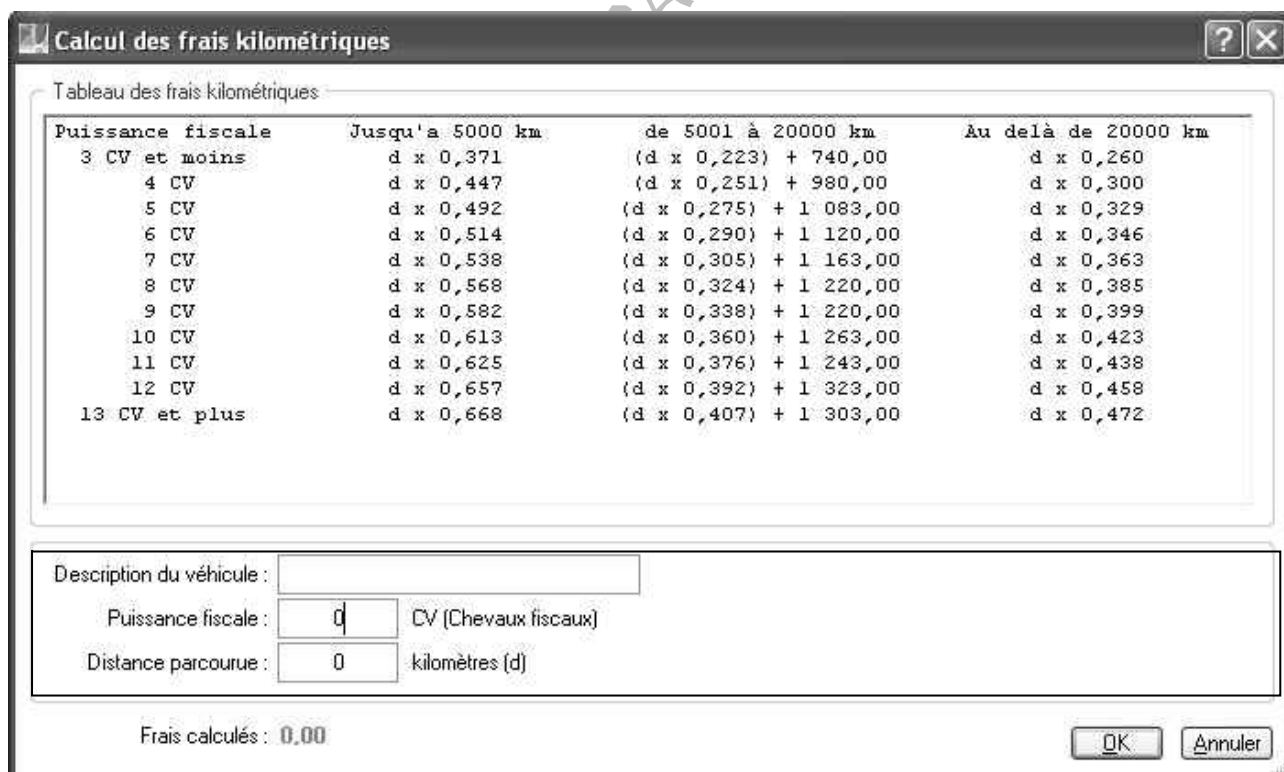 Calcul des frais kilométriques
Tableau des frais kilométriques
Puissance fiscale Jusqu'a 5000 km de 5001 à 20000 km Au delà de 20000 km
3 CV et moins d x 0,371 (d x 0,223) + 740,00 d x 0,260
4 CV d x 0,447 (d x 0,251) + 980,00 d x 0,300
5 CV d x 0,492 (d x 0,275) + 1 083,00 d x 0,329
6 CV d x 0,514 (d x 0,290) + 1 120,00 d x 0,346
7 CV d x 0,538 (d x 0,305) + 1 163,00 d x 0,363
8 CV d x 0,568 (d x 0,324) + 1 220,00 d x 0,385
9 CV d x 0,582 (d x 0,338) + 1 220,00 d x 0,399
10 CV d x 0,613 (d x 0,360) + 1 263,00 d x 0,423
11 CV d x 0,625 (d x 0,376) + 1 243,00 d x 0,438
12 CV d x 0,657 (d x 0,392) + 1 323,00 d x 0,458
13 CV et plus d x 0,668 (d x 0,407) + 1 303,00 d x 0,472
Description du véhicule :
Puissance fiscale : 0 CV (Chevaux fiscaux)
Distance parcourue : 0 kilomètres (d)
Frais calculés : 0,00 OK Annuler